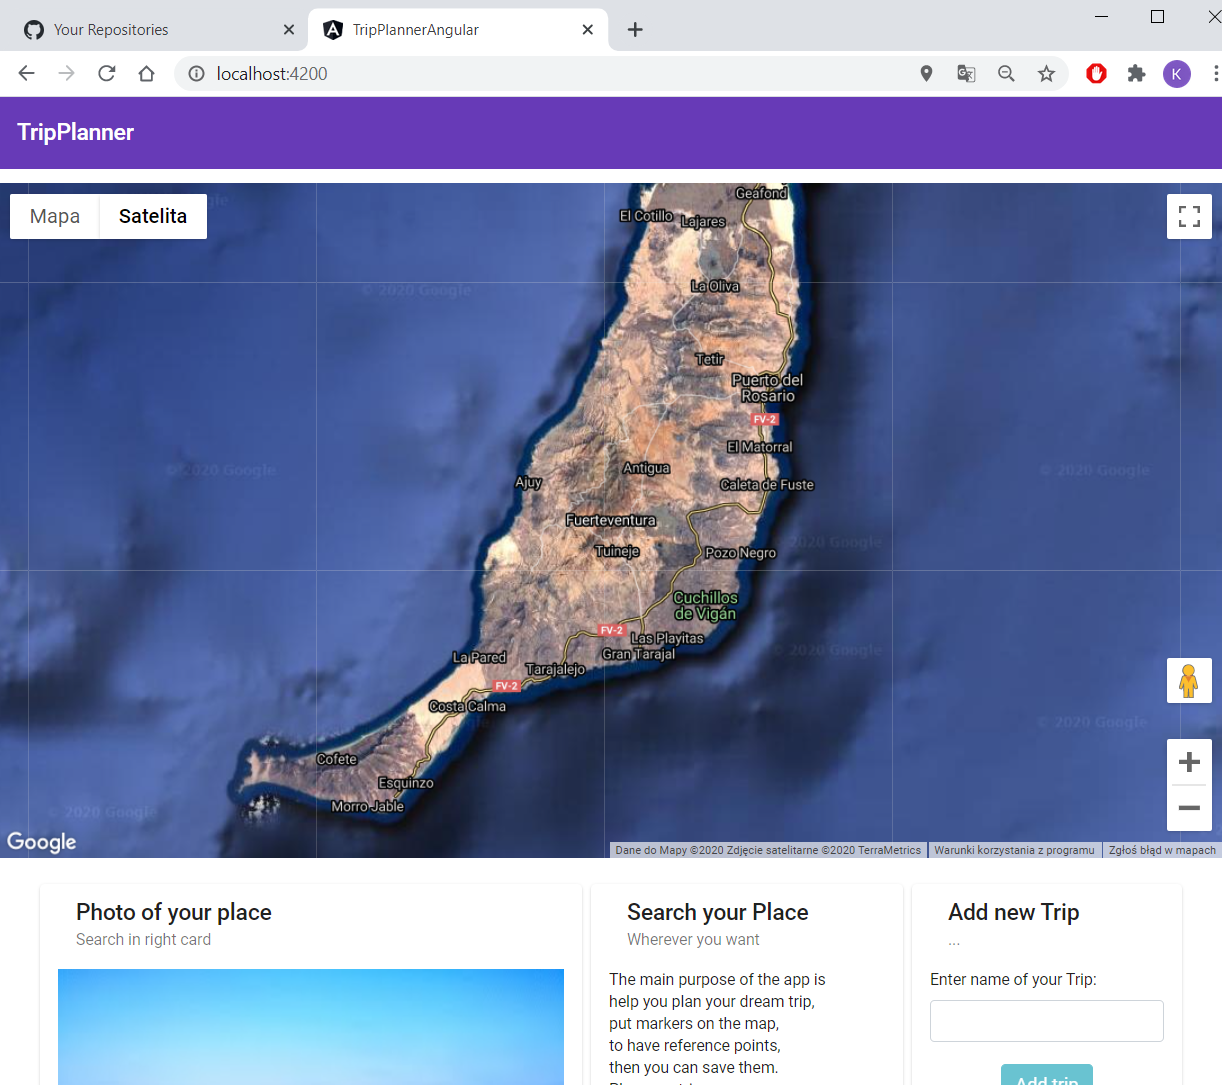 Your Repositories
TripPlannerAngular
localhost:4200
K
TripPlanner
Mapa
Satelita
Geafond
El Cotillo
Lajares
© 2020 Google
La Oliva
Tetir
Puerto del
Rosario
FV-2
El Matorral
© 2020 Google
Antigua
© 2020 Google
Ajuy
Caleta de Fuste
Fuerteventura
© 2020 Google
Tuineje
Pozo Negro
Cuchillos
de Vigán
FV-2
Las Playitas
© 2020 Google
Gran Tarajal
La Pared
Tarajalejo
FV-2
Costa Calma
© 2020 Google
Cofete
Esquinzo
Morro Jable
© 2020 Google
Google
Dane do Mapy ©2020 Zdjęcie satelitarne ©2020 TerraMetrics
Warunki korzystania z programu
Zgłoś błąd w mapach
Photo of your place
Search in right card
Search your Place
Wherever you want
The main purpose of the app is
help you plan your dream trip,
put markers on the map,
to have reference points,
then you can save them.
Add new Trip
...
Enter name of your Trip:
Add trip